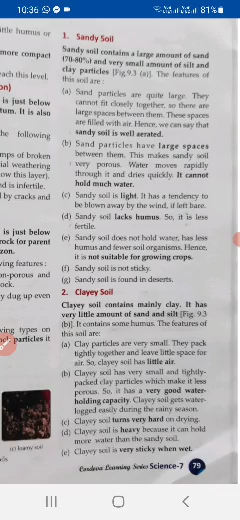 10:36
81%
ittle humus or
more compact
each this level.
on)
is just below
tum. It is also
he following
mps of broken
ial weathering
ow this layer).
nd is infertile.
l by cracks and
is just below
rock (or parent
zon.
ving features :
on-porous and
ock.
y dug up even
wing types on
particles it
(c) loamy soil
1. Sandy Soil
Sandy soil contains a large amount of sand
(70-80%) and very small amount of silt and
clay particles [Fig.9.3 (a)]. The features of
this soil are :
(a) Sand particles are quite large. They
cannot fit closely together, so there are
large spaces between them. These spaces
are filled with air. Hence, we can say that
sandy soil is well aerated.
(b) Sand particles have large spaces
between them. This makes sandy soil
very porous. Water moves rapidly
through it and dries quickly. It cannot
hold much water.
(c) Sandy soil is light. It has a tendency to
be blown away by the wind, if left bare.
(d) Sandy soil lacks humus. So, it is less
fertile.
(e) Sandy soil does not hold water, has less
humus and fewer soil organisms. Hence,
it is not suitable for growing crops.
(f) Sandy soil is not sticky.
(g) Sandy soil is found in deserts.
2. Clayey Soil
Clayey soil contains mainly clay. It has
very little amount of sand and silt [Fig. 9.3
(b)]. It contains some humus. The features of
this soil are:
(a) Clay particles are very small. They pack
tightly together and leave little space for
air. So, clayey soil has little air.
(b) Clayey soil has very small and tightly-
packed clay particles which make it less
porous. So, it has a very good water-
holding capacity. Clayey soil gets water-
logged easily during the rainy season.
(c) Clayey soil turns very hard on drying.
(d) Clayey soil is heavy because it can hold
more water than the sandy soil.
(e) Clayey soil is very sticky when wet.
Cordova Learning Series Science-7 79